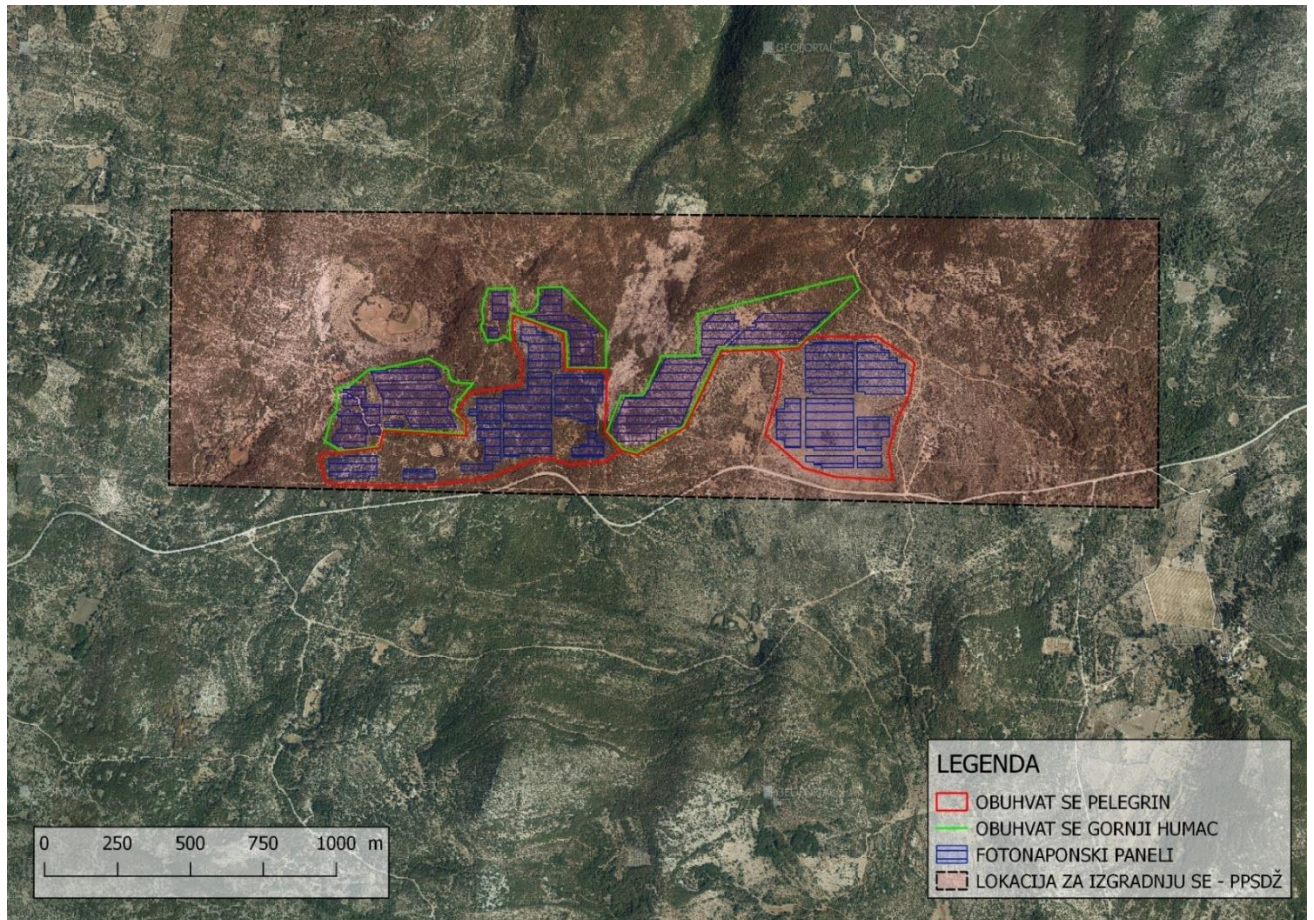 GEOPORTAL
LEGENDA
OBUHVAT SE PELEGRIN
OBUHVAT SE GORNJI HUMAC
FOTONAPONSKI PANELI
LOKACIJA ZA IZGRADNJU SE - PPSDŽ
0 250 500 750 1000 m